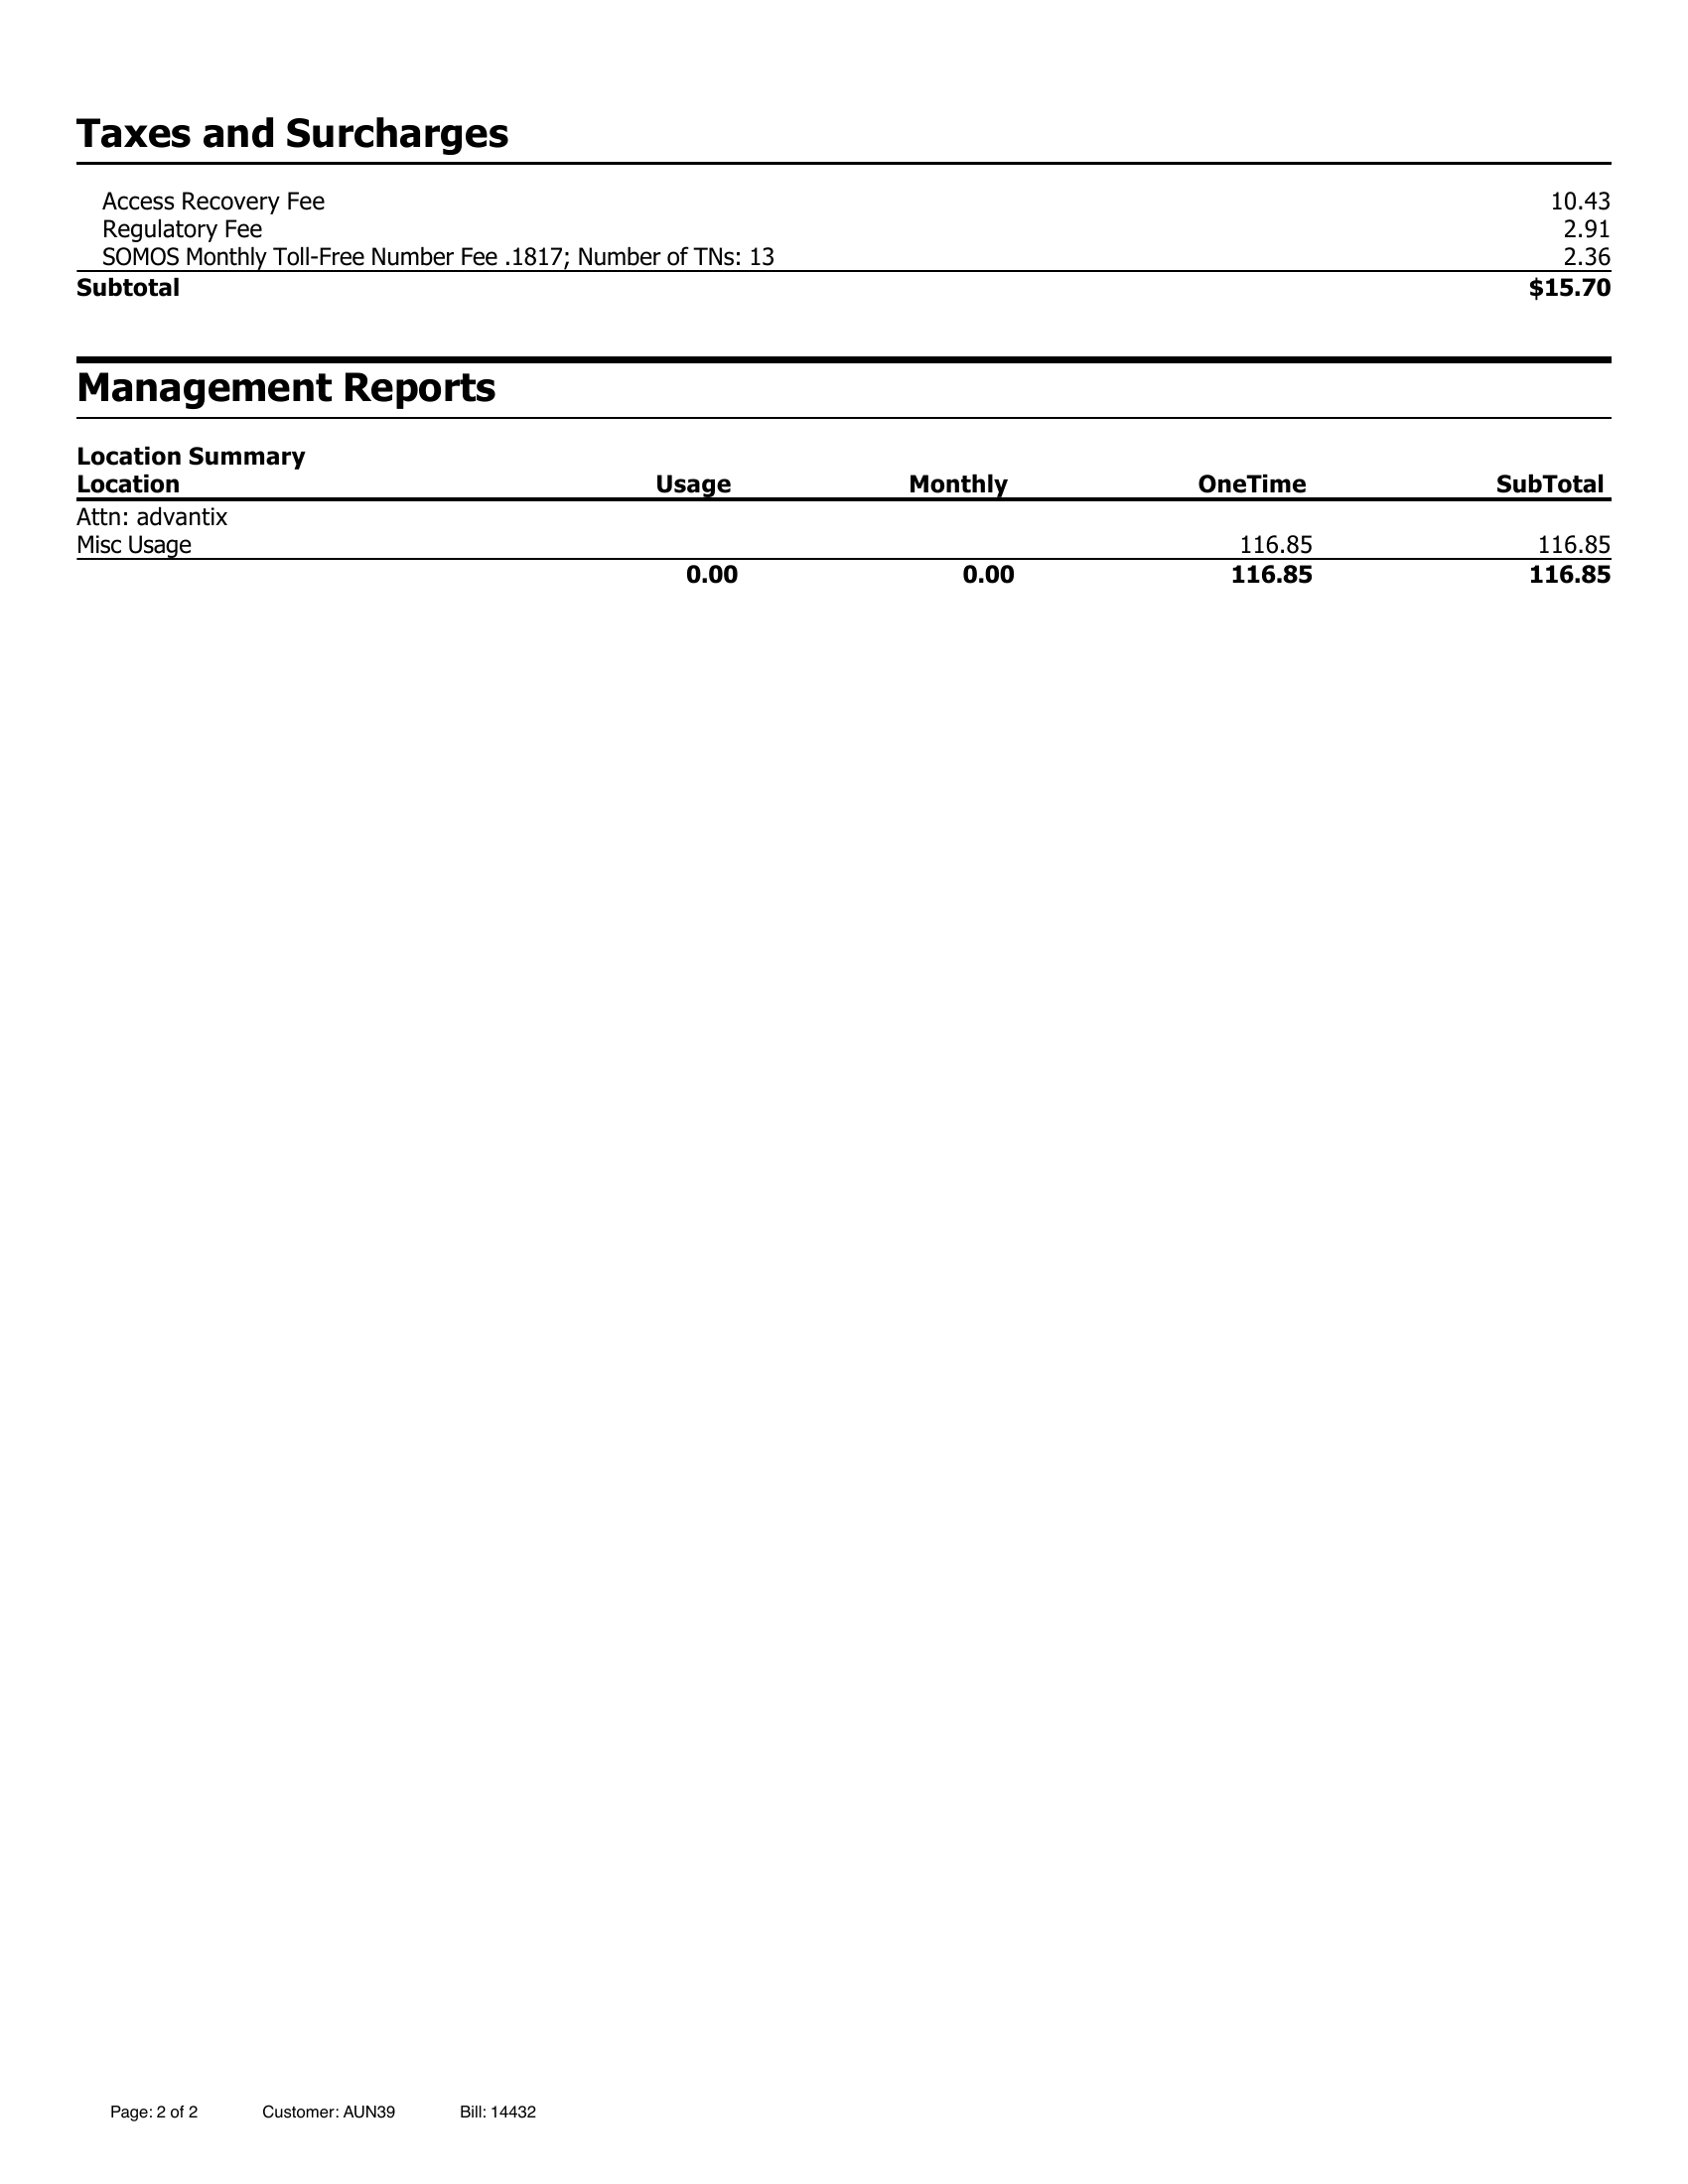 Taxes and Surcharges
Access Recovery Fee 10.43
Regulatory Fee 2.91
SOMOS Monthly Toll-Free Number Fee .1817; Number of TNs: 13 2.36
Subtotal $15.70
Management Reports
Location Summary
Location Usage Monthly OneTime SubTotal
Attn: advantix
Misc Usage 116.85 116.85
0.00 0.00 116.85 116.85
Page: 2 of 2 Customer: AUN39 Bill: 14432